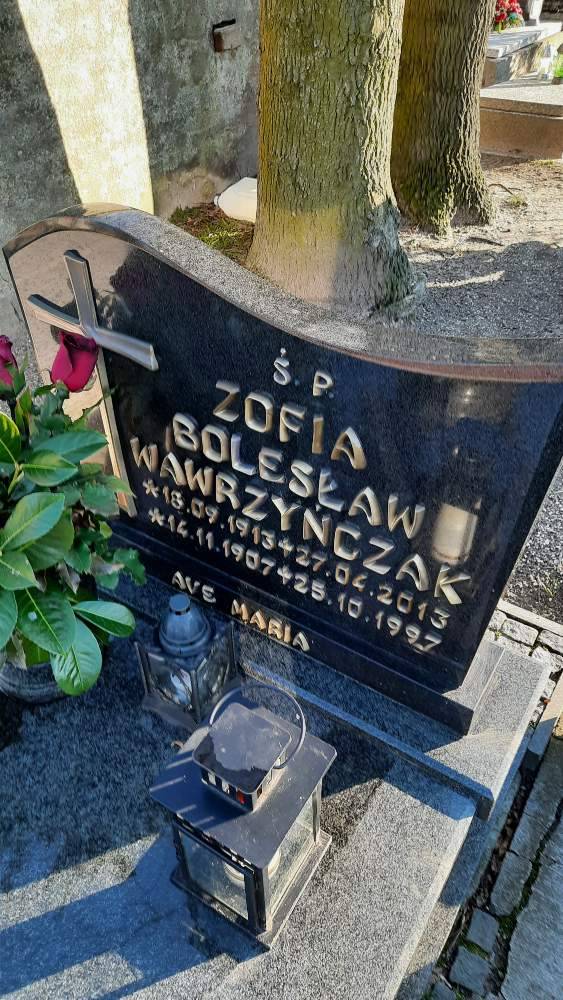 Ś. P.
ZOFIA
BOLESŁAW
WAWRZYŃCZAK
*18.09.1913+27.04.2013
*14.11.1907+25.10.1997
AVE MARIA